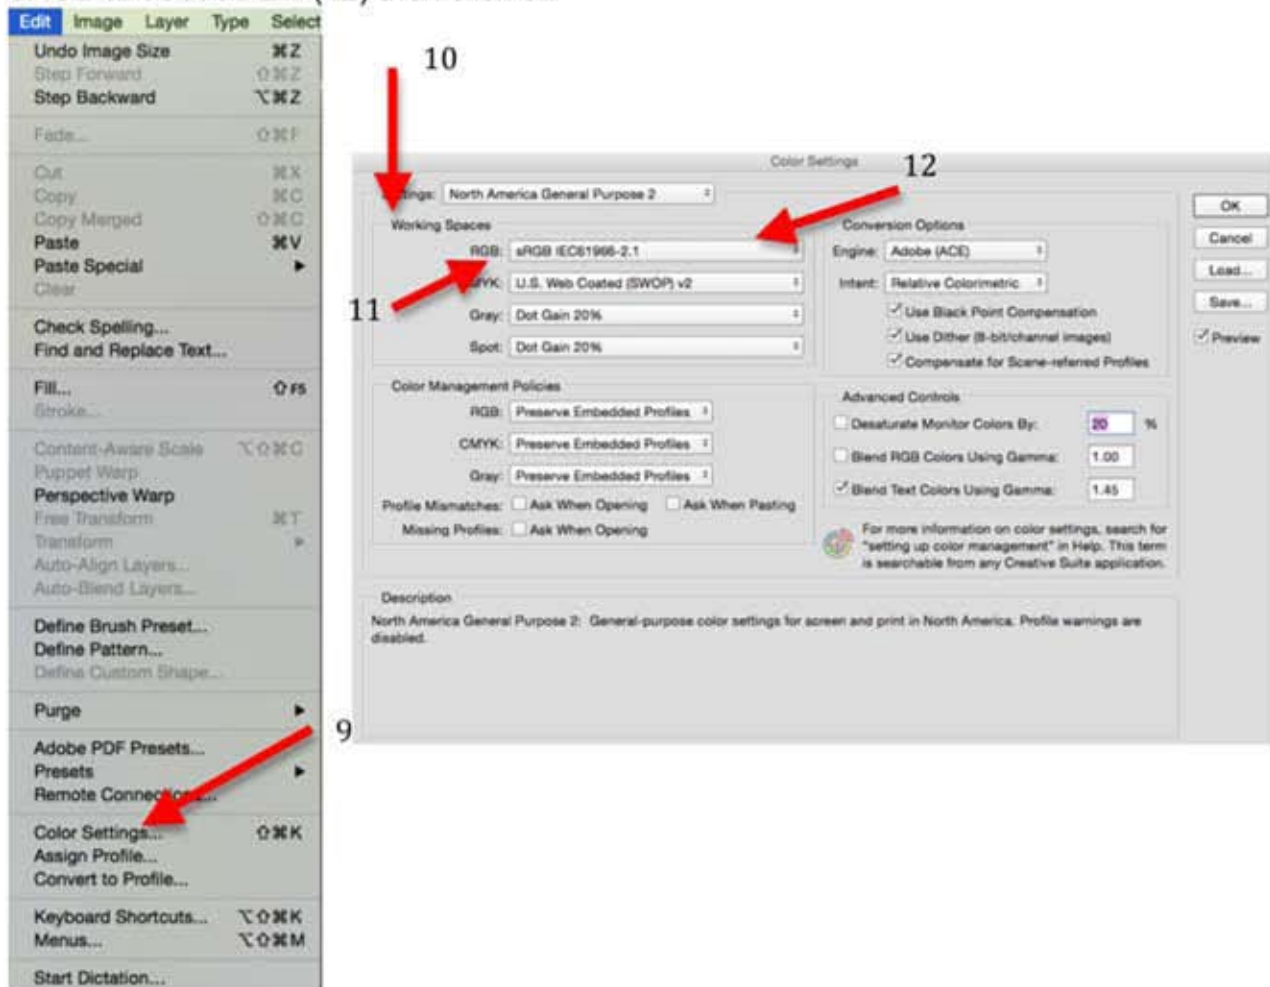 Edit Image Layer Type Select
Undo Image Size ⌘Z
Step Forward ⇧⌘Z
Step Backward ⌥⌘Z
Fade... ⇧⌘F
Cut ⌘X
Copy ⌘C
Copy Merged ⇧⌘C
Paste ⌘V
Paste Special ▶
Clear
Check Spelling...
Find and Replace Text...
Fill... ⇧F5
Stroke...
Content-Aware Scale ⌥⇧⌘C
Puppet Warp
Perspective Warp
Free Transform ⌘T
Transform ▶
Auto-Align Layers...
Auto-Blend Layers...
Define Brush Preset...
Define Pattern...
Define Custom Shape...
Purge ▶
Adobe PDF Presets...
Presets ▶
Remote Connections...
Color Settings... ⇧⌘K
Assign Profile...
Convert to Profile...
Keyboard Shortcuts... ⌥⇧⌘K
Menus... ⌥⇧⌘M
Start Dictation...
10
12
11
9
Color Settings
North America General Purpose 2
Working Spaces
RGB: sRGB IEC61966-2.1
U.S. Web Coated (SWOP) v2
Gray: Dot Gain 20%
Spot: Dot Gain 20%
Color Management Policies
RGB: Preserve Embedded Profiles
CMYK: Preserve Embedded Profiles
Gray: Preserve Embedded Profiles
Profile Mismatches: Ask When Opening Ask When Pasting
Missing Profiles: Ask When Opening
Conversion Options
Engine: Adobe (ACE)
Intent: Relative Colorimetric
Use Black Point Compensation
Use Dither (8-bit/channel images)
Compensate for Scene-referred Profiles
Advanced Controls
Desaturate Monitor Colors By: 20 %
Blend RGB Colors Using Gamma: 1.00
Blend Text Colors Using Gamma: 1.45
For more information on color settings, search for
"setting up color management" in Help. This term
is searchable from any Creative Suite application.
OK
Cancel
Load...
Save...
Preview
Description
North America General Purpose 2: General-purpose color settings for screen and print in North America. Profile warnings are
disabled.